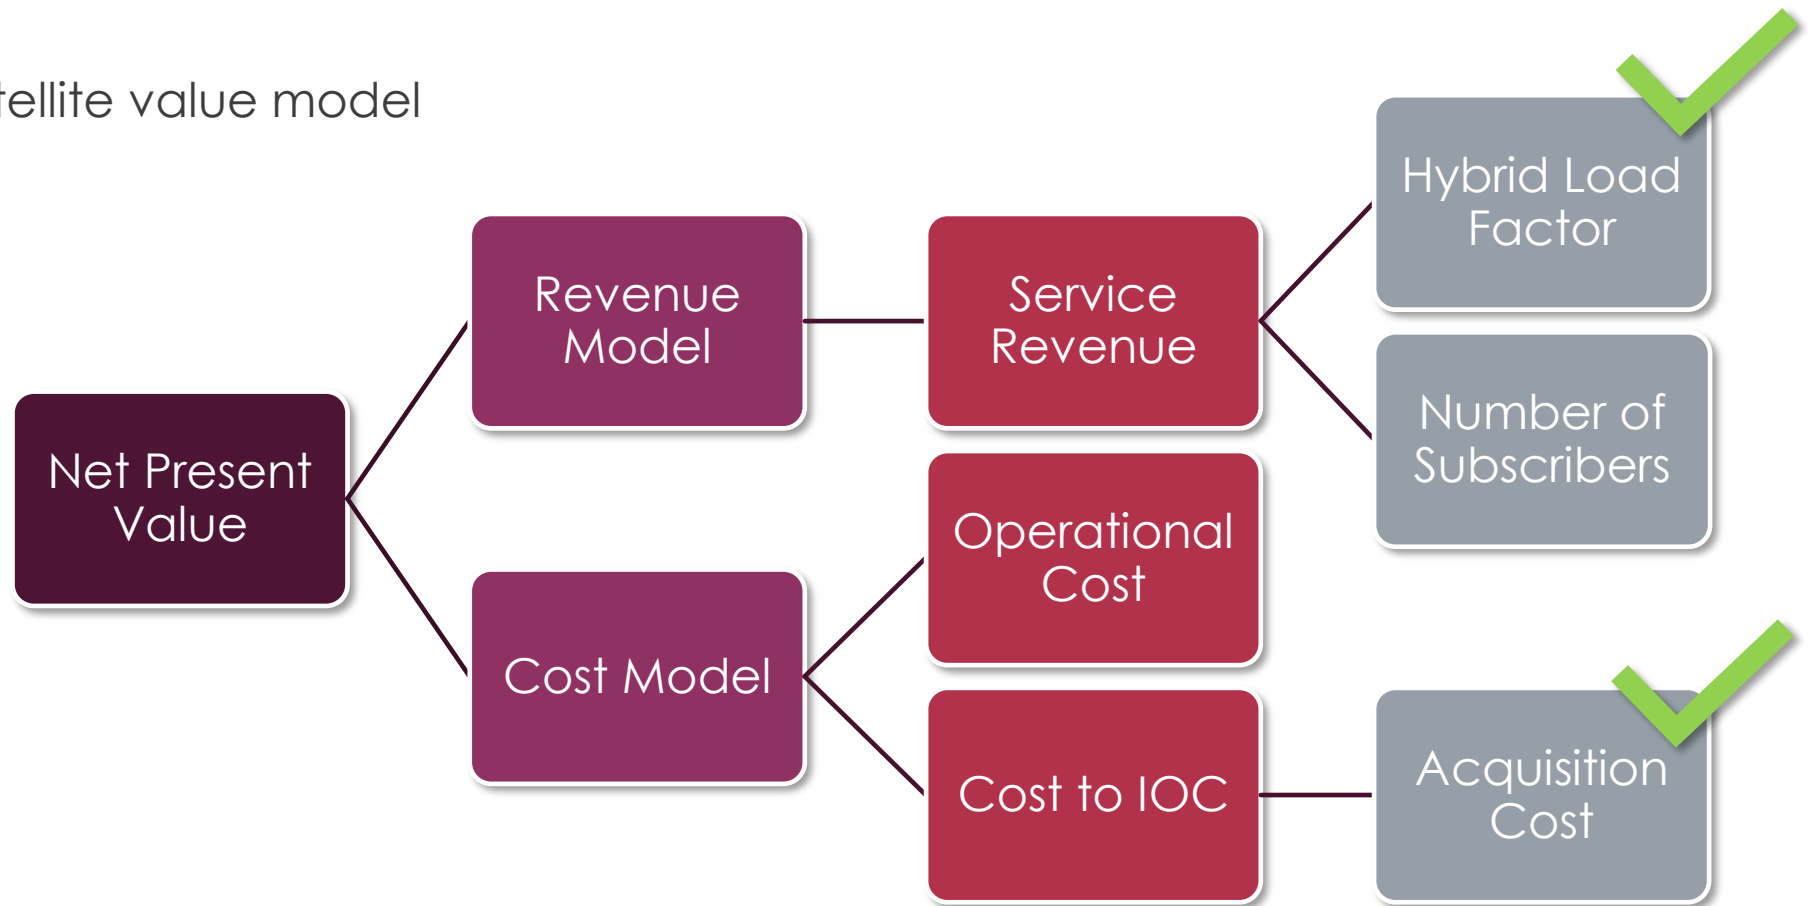 tellite value model
Hybrid Load
Factor
Revenue
Model
Service
Revenue
Number of
Subscribers
Net Present
Value
Operational
Cost
Cost Model
Cost to IOC
Acquisition
Cost